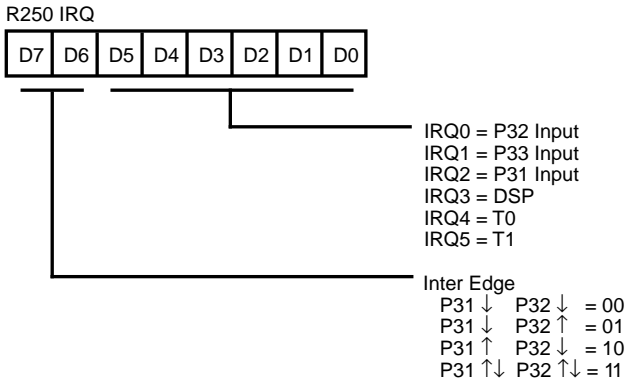 R250 IRQ
D7 D6 D5 D4 D3 D2 D1 D0
IRQ0 = P32 Input
IRQ1 = P33 Input
IRQ2 = P31 Input
IRQ3 = DSP
IRQ4 = T0
IRQ5 = T1
Inter Edge
P31 ↓ P32 ↓ = 00
P31 ↓ P32 ↑ = 01
P31 ↑ P32 ↓ = 10
P31 ↑↓ P32 ↑↓ = 11